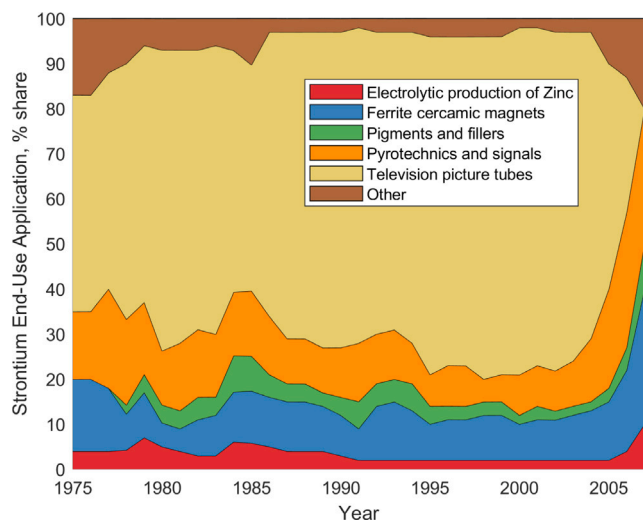 100
90
80
70
60
50
40
30
20
10
0
Strontium End-Use Application, % share
Electrolytic production of Zinc
Ferrite cercamic magnets
Pigments and fillers
Pyrotechnics and signals
Television picture tubes
Other
1975 1980 1985 1990 1995 2000 2005
Year